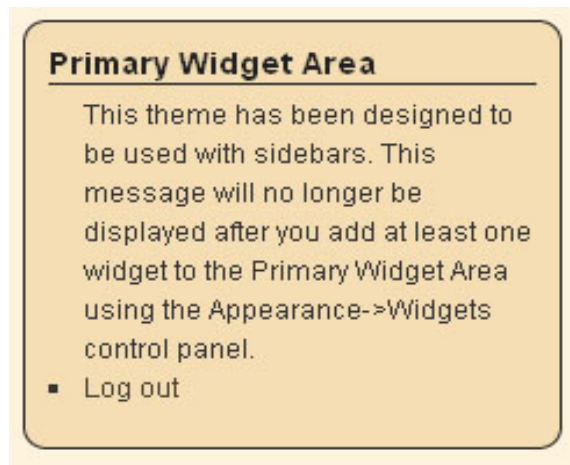 Primary Widget Area
This theme has been designed to
be used with sidebars. This
message will no longer be
displayed after you add at least one
widget to the Primary Widget Area
using the Appearance->Widgets
control panel.
Log out